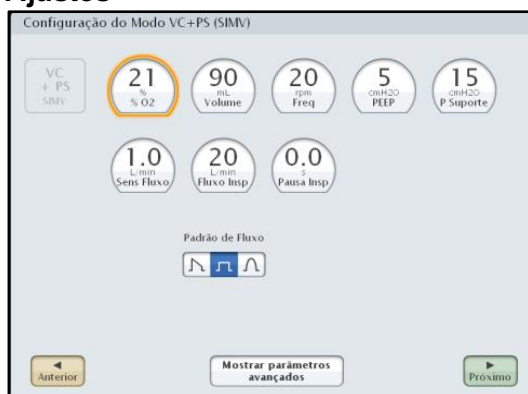 Ajustes
Configuração do Modo VC+PS (SIMV)
VC
+ PS
SIMV
21
%
% O2
90
mL
Volume
20
rpm
Freq
5
cmH2O
PEEP
15
cmH2O
P Suporte
1.0
L/min
Sens Fluxo
20
L/min
Fluxo Insp
0.0
s
Pausa Insp
Padrão de Fluxo
Anterior
Mostrar parâmetros
avançados
Próximo